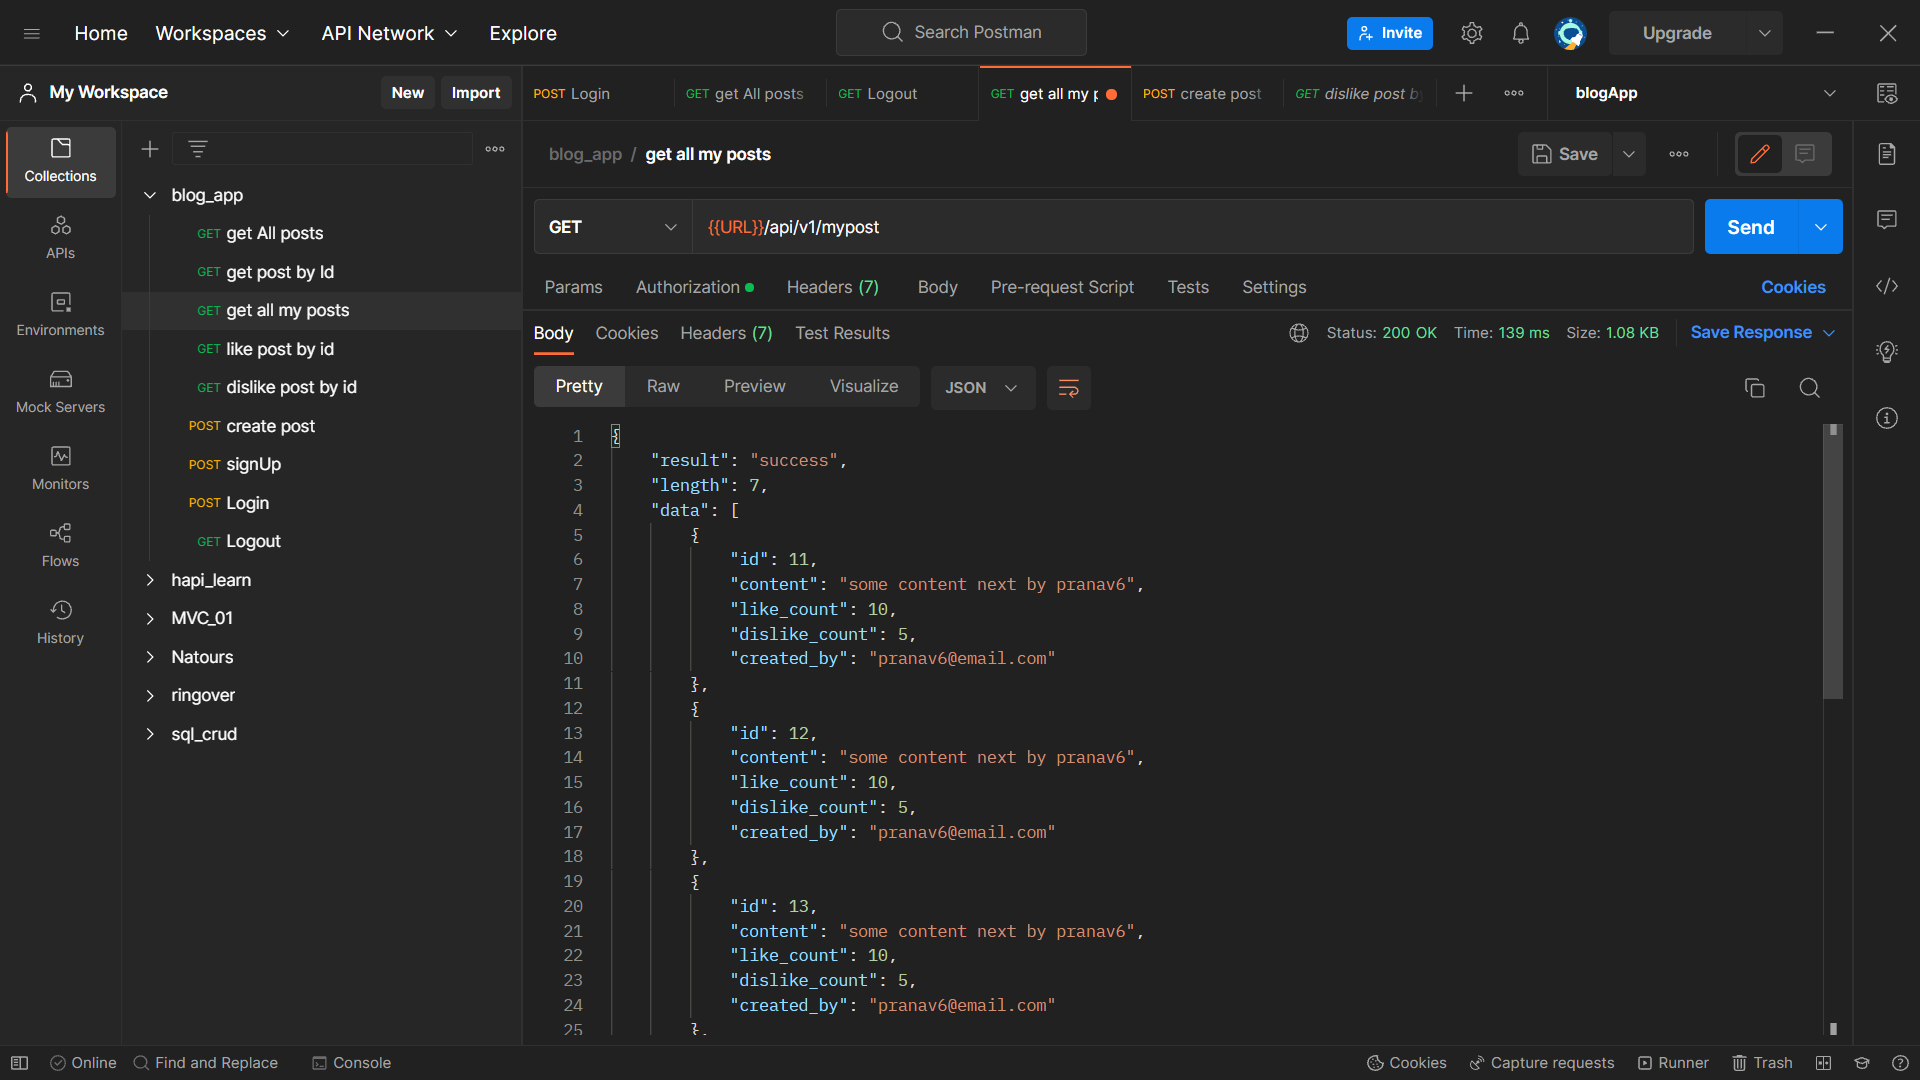 Home Workspaces API Network Explore Search Postman Invite Upgrade
My Workspace New Import
POST Login GET get All posts GET Logout GET get all my p POST create post GET dislike post by blogApp
Collections
APIs
Environments
Mock Servers
Monitors
Flows
History
blog_app
GET get All posts
GET get post by Id
GET get all my posts
GET like post by id
GET dislike post by id
POST create post
POST signUp
POST Login
GET Logout
hapi_learn
MVC_01
Natours
ringover
sql_crud
blog_app / get all my posts Save
GET {{URL}}/api/v1/mypost Send
Params Authorization Headers (7) Body Pre-request Script Tests Settings Cookies
Body Cookies Headers (7) Test Results Status: 200 OK Time: 139 ms Size: 1.08 KB Save Response
Pretty Raw Preview Visualize JSON
1 {
2 "result": "success",
3 "length": 7,
4 "data": [
5 {
6 "id": 11,
7 "content": "some content next by pranav6",
8 "like_count": 10,
9 "dislike_count": 5,
10 "created_by": "pranav6@email.com"
11 },
12 {
13 "id": 12,
14 "content": "some content next by pranav6",
15 "like_count": 10,
16 "dislike_count": 5,
17 "created_by": "pranav6@email.com"
18 },
19 {
20 "id": 13,
21 "content": "some content next by pranav6",
22 "like_count": 10,
23 "dislike_count": 5,
24 "created_by": "pranav6@email.com"
25 },
Online Find and Replace Console Cookies Capture requests Runner Trash